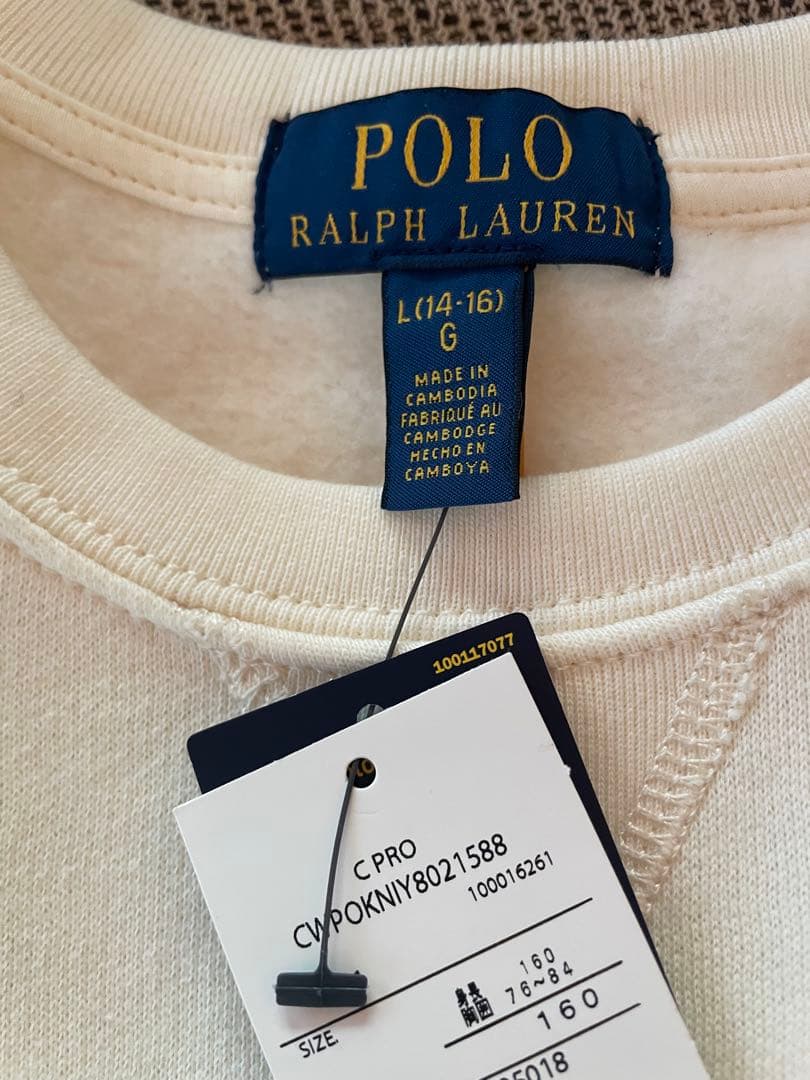 POLO
RALPH LAUREN
L(14-16)
G
MADE IN
CAMBODIA
FABRIQUÉ AU
CAMBODGE
HECHO EN
CAMBOYA
100117077
C PRO
CWPOKNIY8021588
100016261
身長 160
胸囲 76~84
SIZE 160
5018